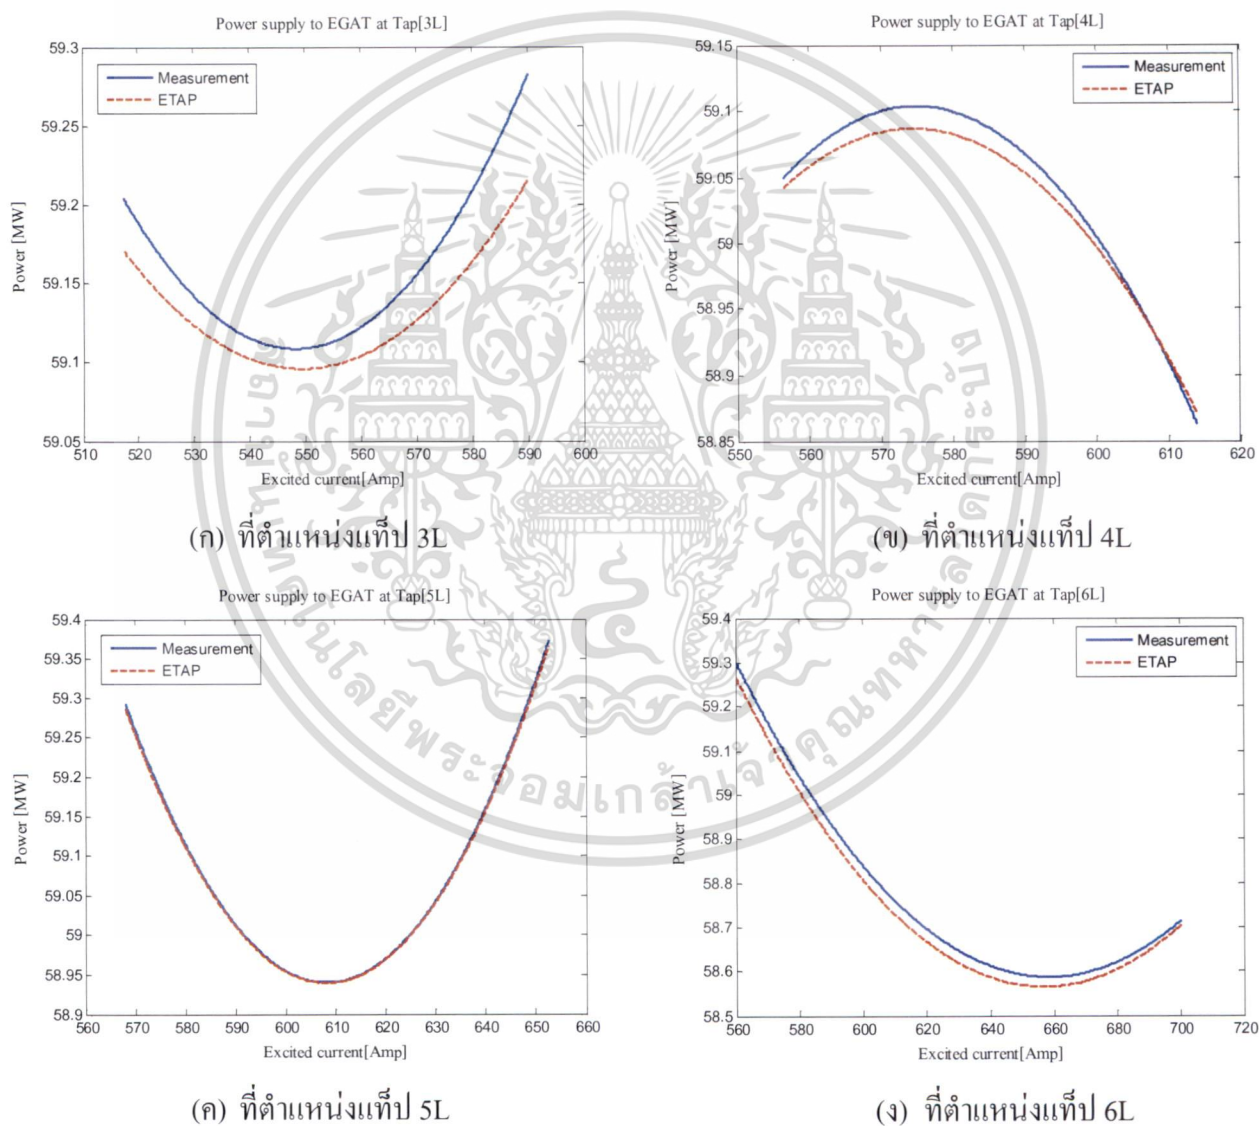 Power supply to EGAT at Tap[3L]
Power [MW]
59.3
59.25
59.2
59.15
59.1
59.05
Measurement
ETAP
510 520 530 540 550 560 570 580 590 600
Excited current[Amp]
(ก) ที่ตำแหน่งแท็ป 3L
Power supply to EGAT at Tap[4L]
Power [MW]
59.15
59.1
59.05
59
58.95
58.9
58.85
Measurement
ETAP
550 560 570 580 590 600 610 620
Excited current[Amp]
(ข) ที่ตำแหน่งแท็ป 4L
Power supply to EGAT at Tap[5L]
Power [MW]
59.4
59.35
59.3
59.25
59.2
59.15
59.1
59.05
59
58.95
58.9
Measurement
ETAP
560 570 580 590 600 610 620 630 640 650 660
Excited current[Amp]
(ค) ที่ตำแหน่งแท็ป 5L
Power supply to EGAT at Tap[6L]
Power [MW]
59.4
59.3
59.2
59.1
59
58.9
58.8
58.7
58.6
58.5
Measurement
ETAP
560 580 600 620 640 660 680 700 720
Excited current[Amp]
(ง) ที่ตำแหน่งแท็ป 6L